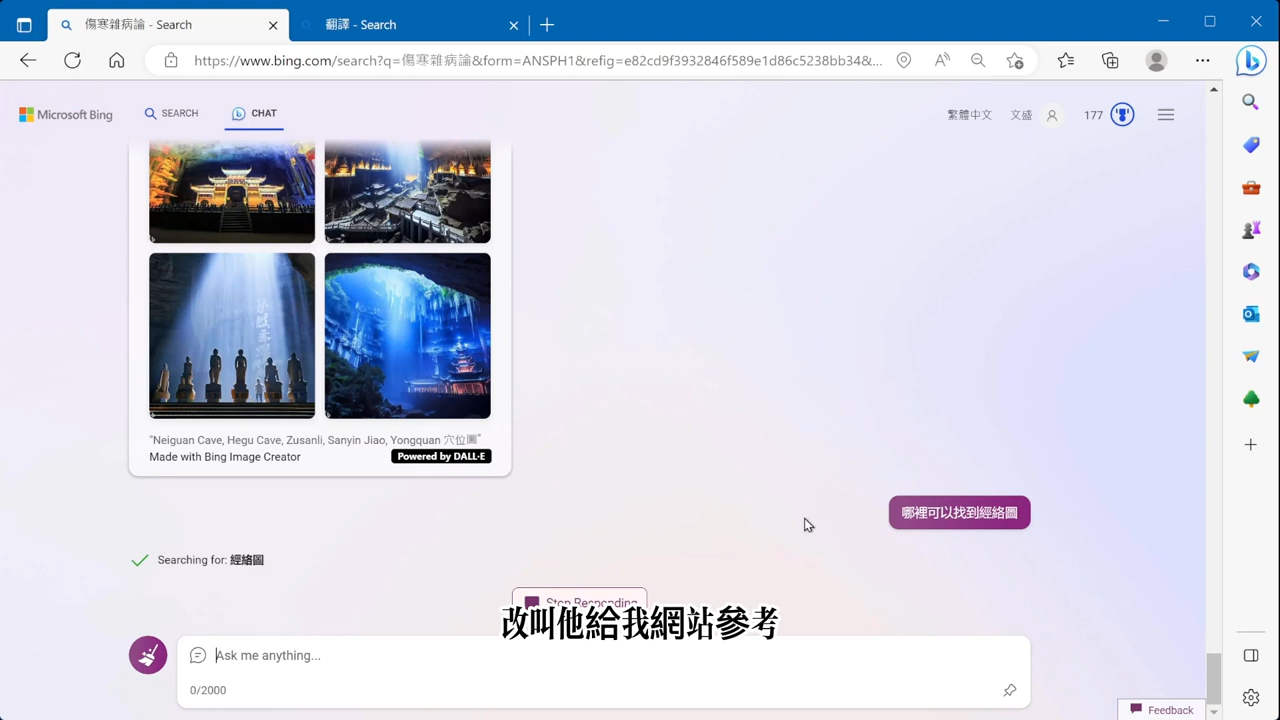 傷寒雜病論 - Search
翻譯 - Search
https://www.bing.com/search?q=傷寒雜病論&form=ANSPH1&refig=e82cd9f3932846f589e1d86c5238bb34&...
Microsoft Bing
SEARCH
CHAT
繁體中文
文盛
177
"Neiguan Cave, Hegu Cave, Zusanli, Sanyin Jiao, Yongquan 穴位圖"
Made with Bing Image Creator
Powered by DALL·E
哪裡可以找到經絡圖
Searching for: 經絡圖
Stop Responding
改叫他給我網站參考
Ask me anything...
0/2000
Feedback